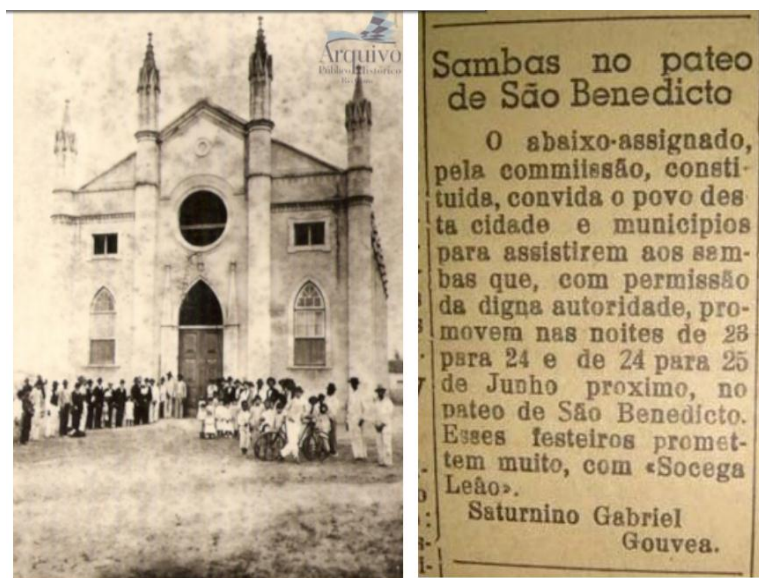 Arquivo
Público e Histórico
Sambas no pateo
de São Benedicto
O abaixo-assignado,
pela commiissão, consti-
tuida, convida o povo des
ta cidade e municipios
para assistirem aos sam-
bas que, com permissão
da digna autoridade, pro-
movem nas noites de 23
para 24 e de 24 para 25
de Junho proximo, no
pateo de São Benedicto.
Esses festeiros promet-
tem muito, com «Socega
Leâo».
Saturnino Gabriel
Gouvea.